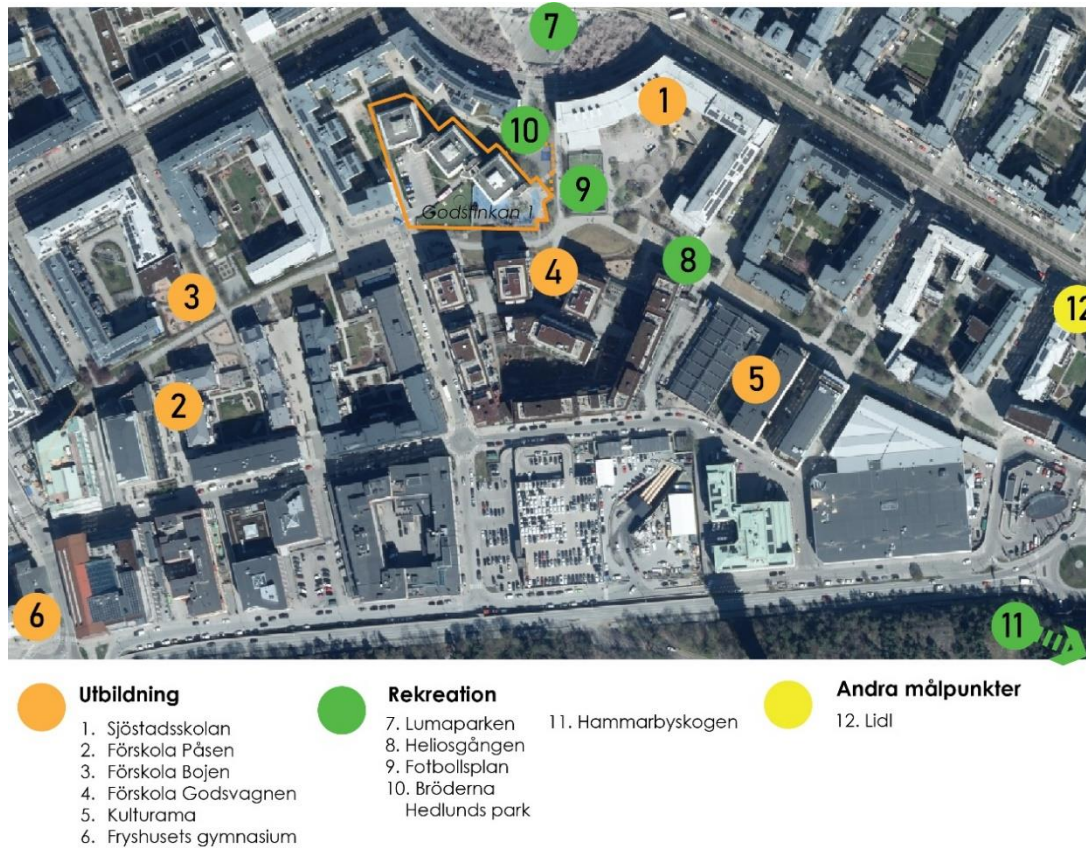 7
1
10
9
Godsfinkan 1
8
4
3
12
5
2
6
11
Utbildning
1. Sjöstadsskolan
2. Förskola Påsen
3. Förskola Bojen
4. Förskola Godsvagnen
5. Kulturama
6. Fryshusets gymnasium
Rekreation
7. Lumaparken
8. Heliosgången
9. Fotbollsplan
10. Bröderna
Hedlunds park
11. Hammarbyskogen
Andra målpunkter
12. Lidl